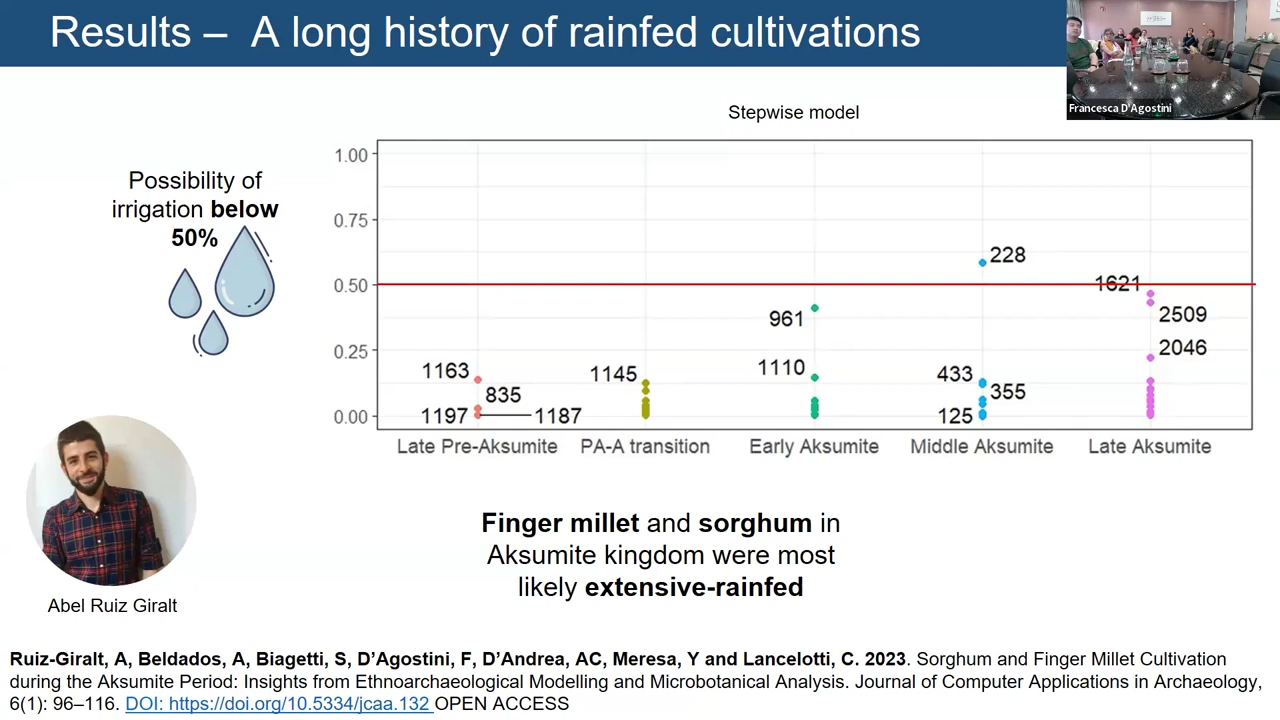 Results – A long history of rainfed cultivations
Francesca D'Agostini
Stepwise model
Possibility of
irrigation below
50%
1.00
0.75
0.50
0.25
0.00
1163
835
1197
1187
1145
961
1110
228
433
355
125
1621
2509
2046
Late Pre-Aksumite
PA-A transition
Early Aksumite
Middle Aksumite
Late Aksumite
Finger millet and sorghum in
Aksumite kingdom were most
likely extensive-rainfed
Abel Ruiz Giralt
Ruiz-Giralt, A, Beldados, A, Biagetti, S, D’Agostini, F, D’Andrea, AC, Meresa, Y and Lancelotti, C. 2023. Sorghum and Finger Millet Cultivation
during the Aksumite Period: Insights from Ethnoarchaeological Modelling and Microbotanical Analysis. Journal of Computer Applications in Archaeology,
6(1): 96–116. DOI: https://doi.org/10.5334/jcaa.132 OPEN ACCESS